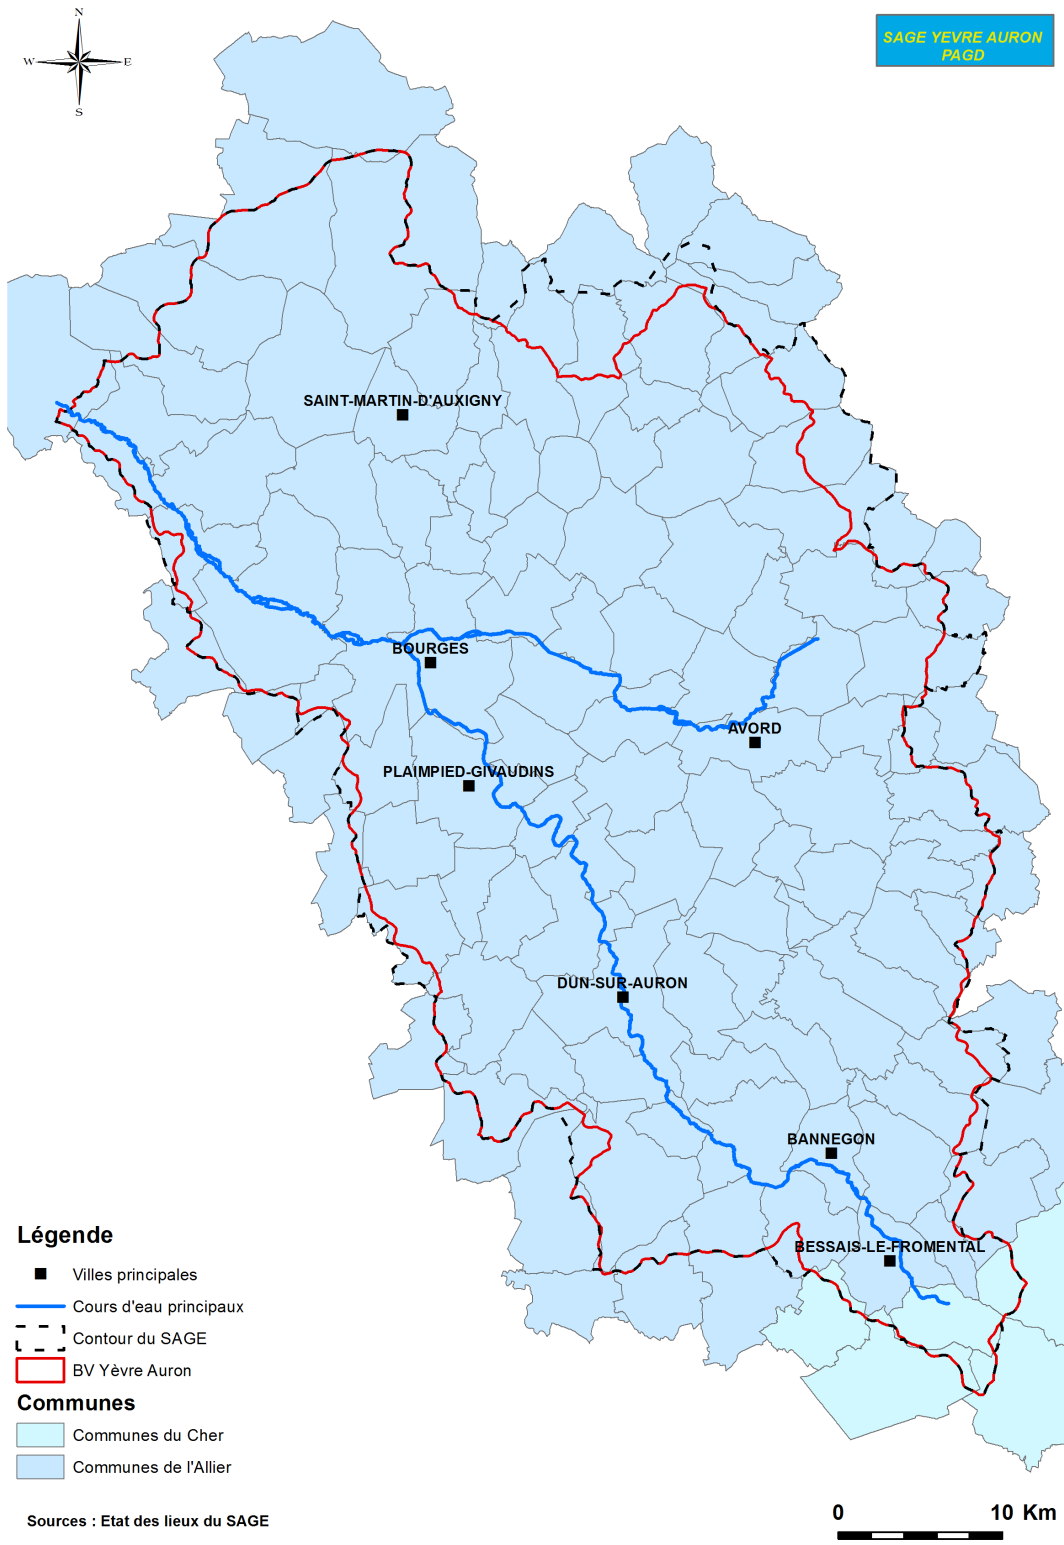 N
W
E
S
SAGE YEVRE AURON
PAGD
SAINT-MARTIN-D'AUXIGNY
BOURGES
AVORD
PLAIMPIED-GIVAUDINS
DUN-SUR-AURON
BANNEGON
BESSAIS-LE-FROMENTAL
Légende
Villes principales
Cours d'eau principaux
Contour du SAGE
BV Yèvre Auron
Communes
Communes du Cher
Communes de l'Allier
Sources : Etat des lieux du SAGE
0 10 Km